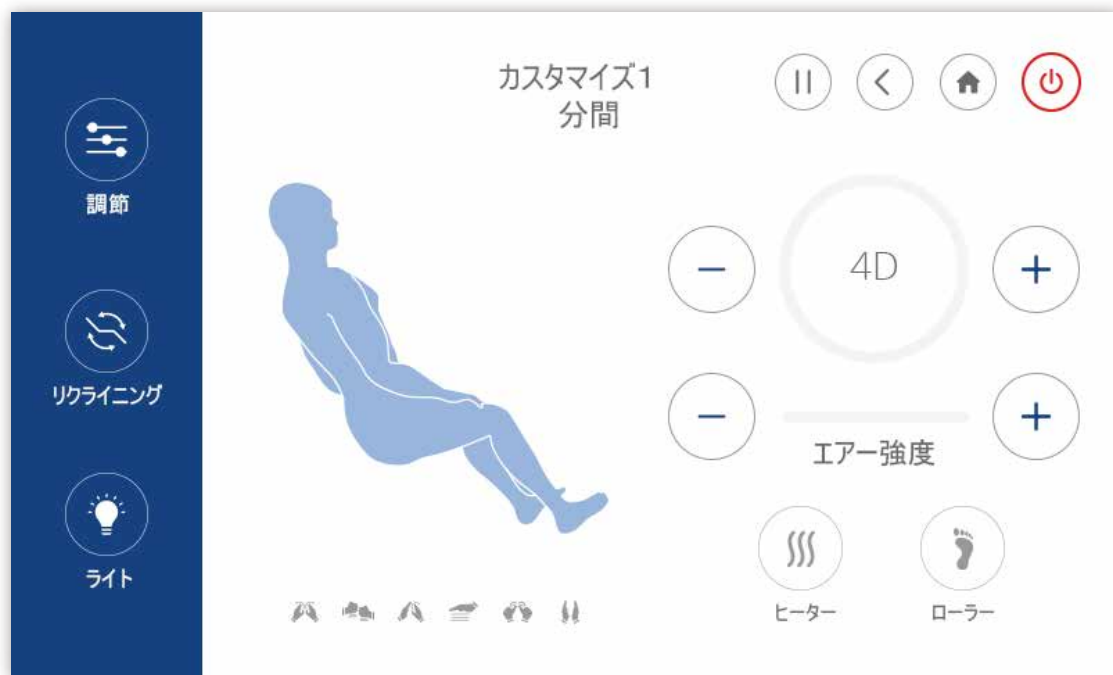 カスタマイズ1
分間
調節
リクライニング
ライト
4D
エアー強度
ヒーター
ローラー